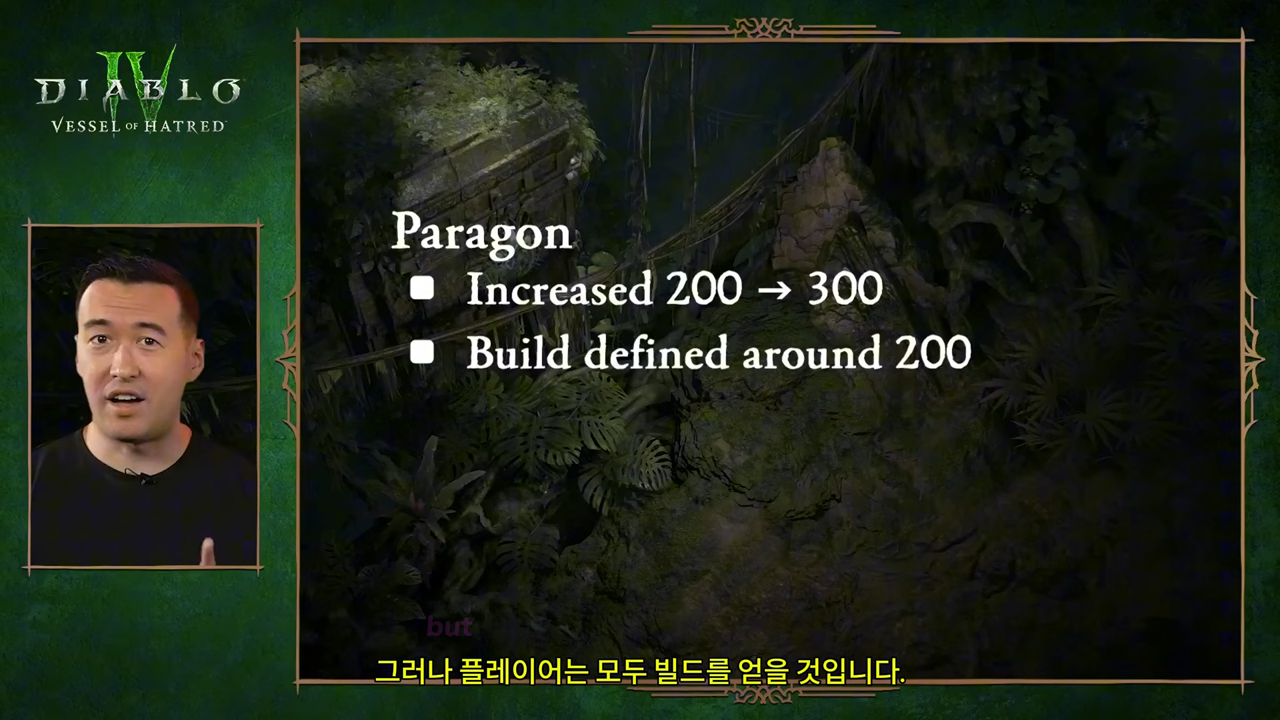 DIABLO
IV
VESSEL OF HATRED
Paragon
Increased 200 → 300
Build defined around 200
but
그러나 플레이어는 모두 빌드를 얻을 것입니다.